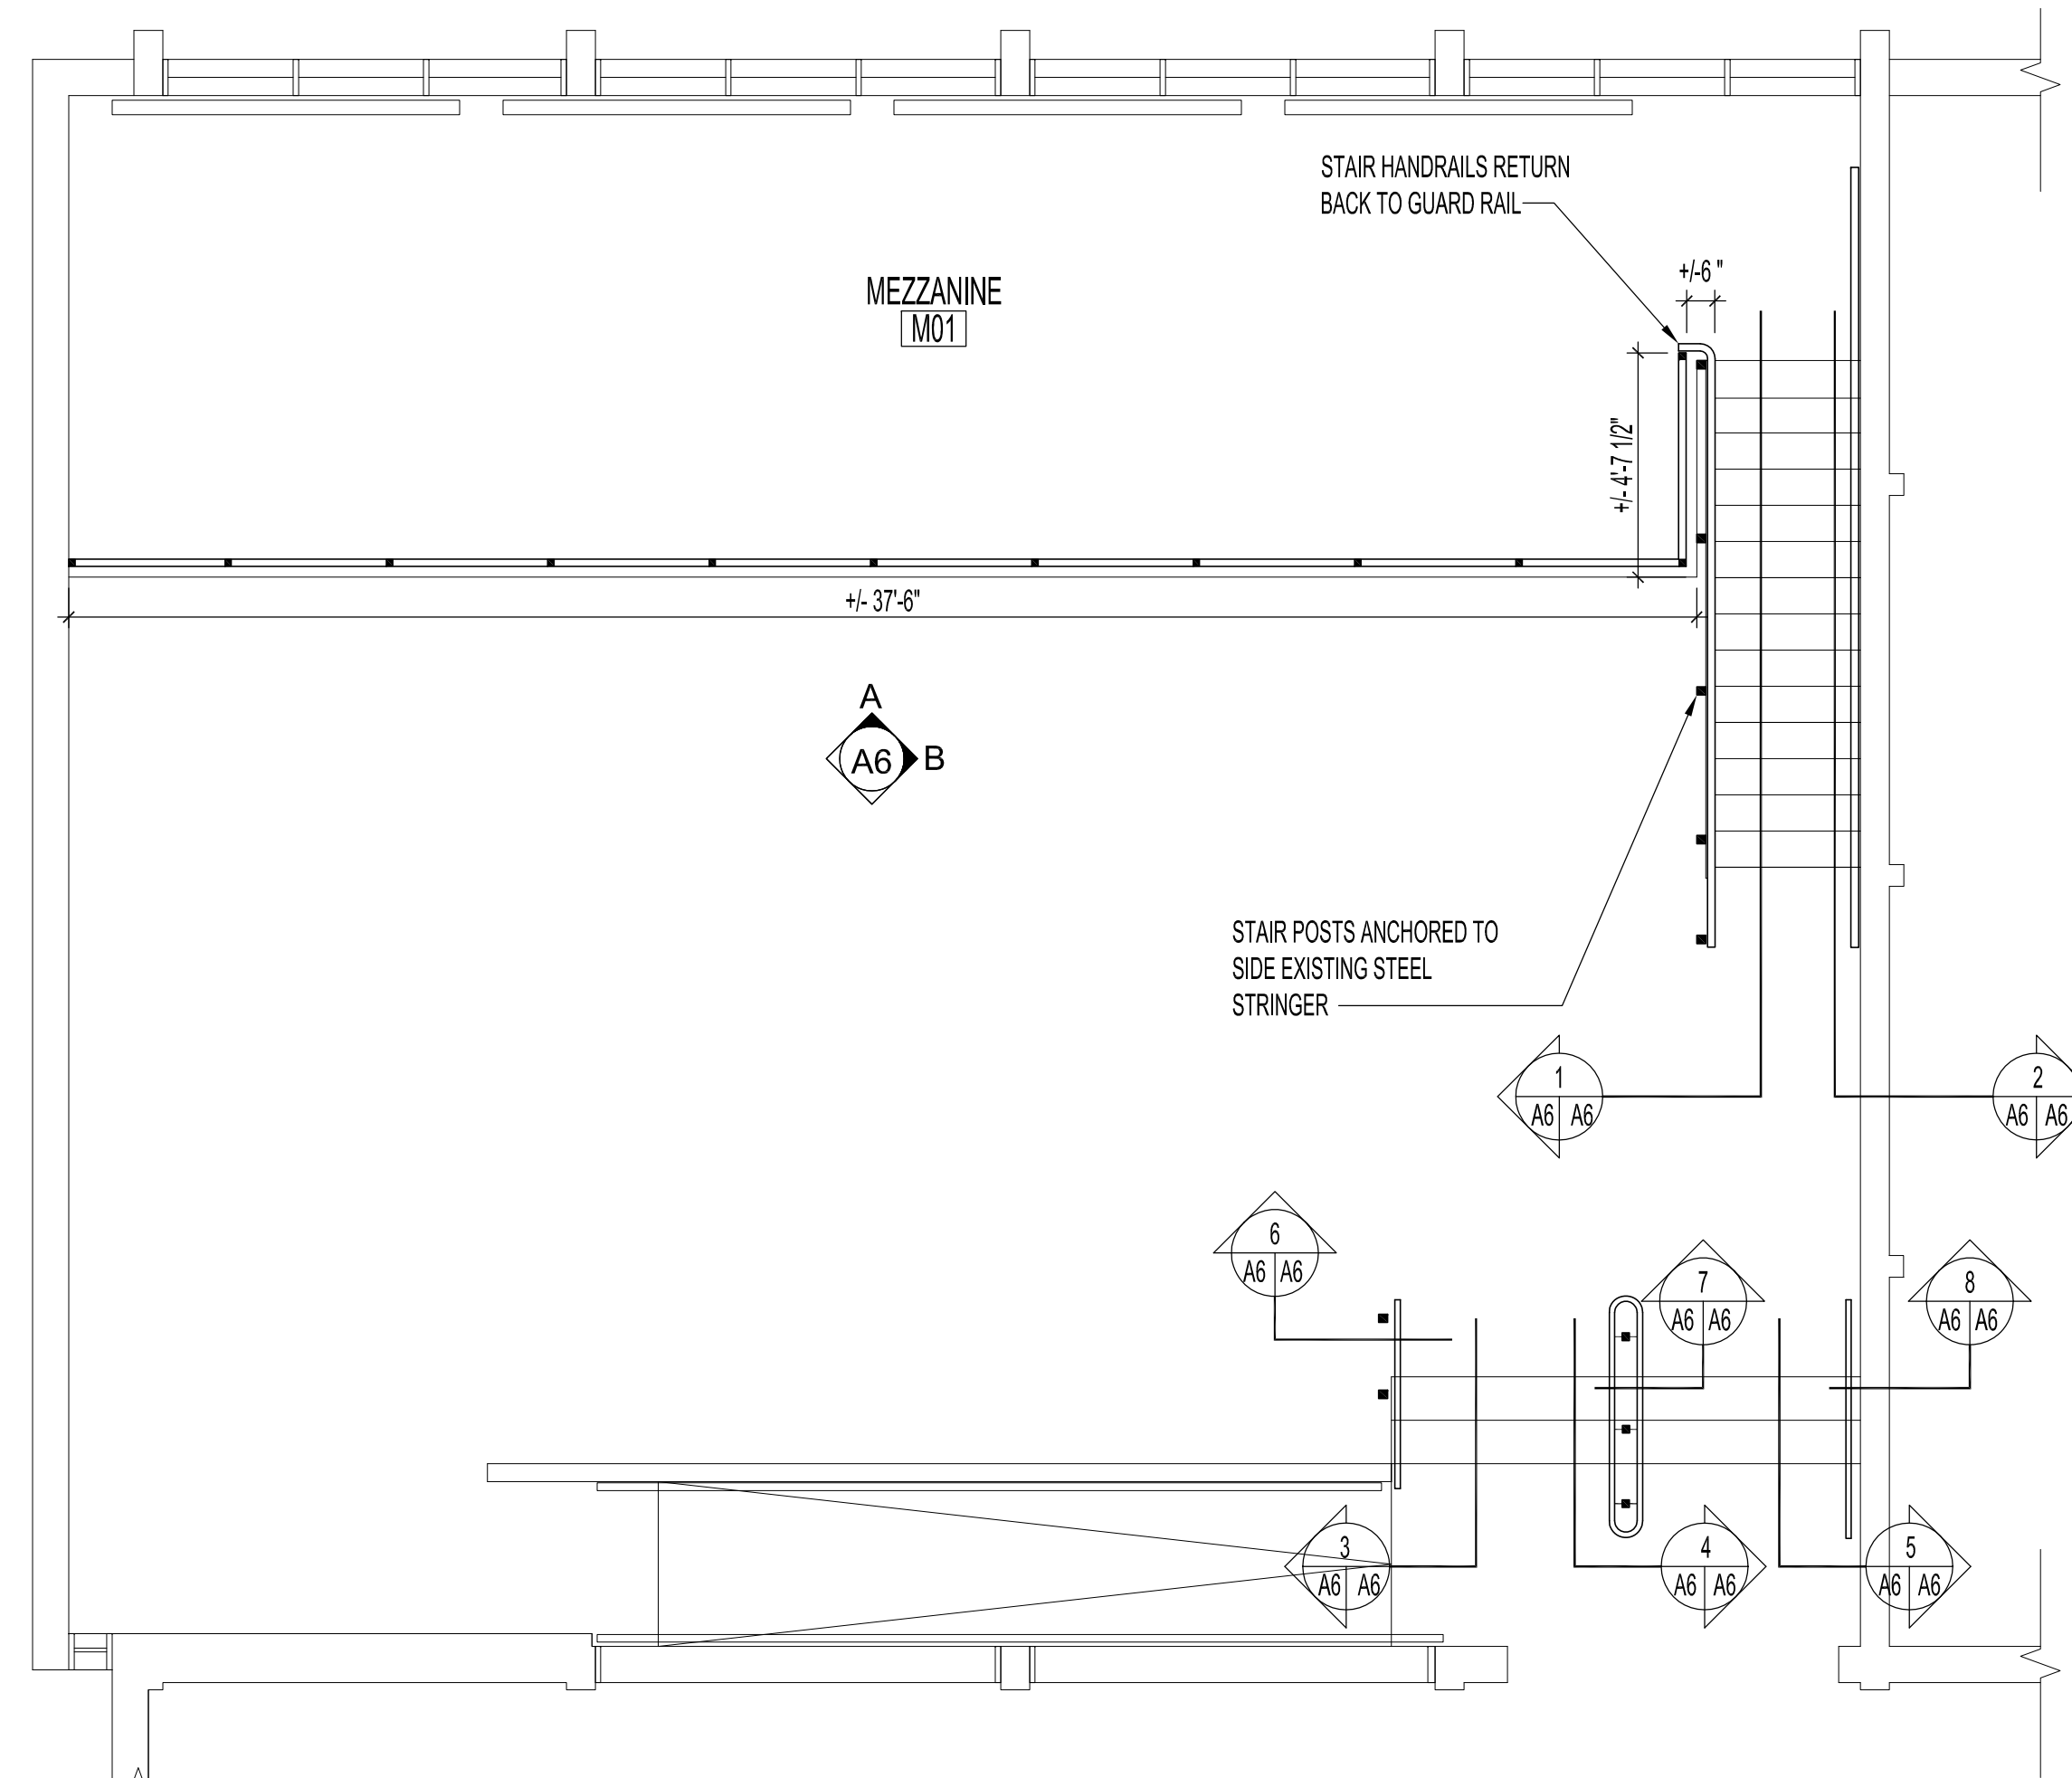 STAIR HANDRAILS RETURN
BACK TO GUARD RAIL
+/-6 "
MEZZANINE
M01
+/- 4'-7 1/2"
+/- 37'-6"
A
A6
B
STAIR POSTS ANCHORED TO
SIDE EXISTING STEEL
STRINGER
1
A6 A6
2
A6 A6
6
A6 A6
7
A6 A6
8
A6 A6
3
A6 A6
4
A6 A6
5
A6 A6